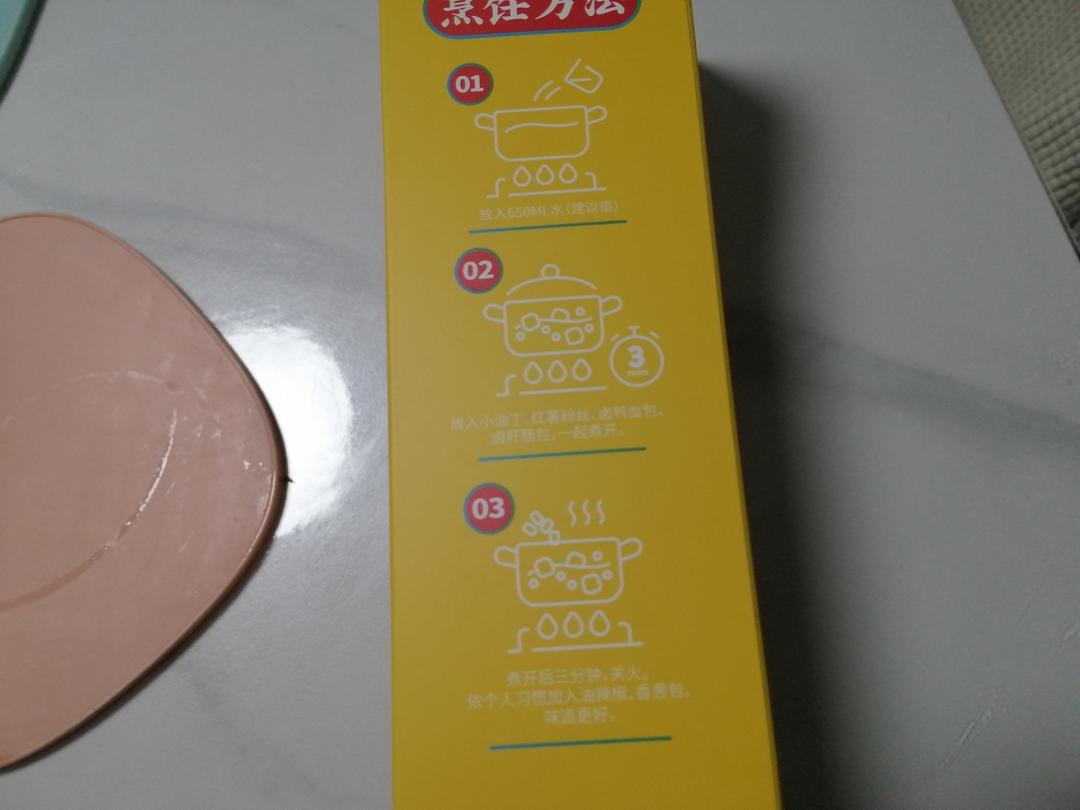 烹饪方法
01
放入650ML水(建议值)
02
3
min
放入小油丁、红薯粉丝、卤鸭血包、
卤肝肠包,一起煮开。
03
煮开后三分钟,关火。
依个人习惯加入油辣椒、香葱包,
味道更好。